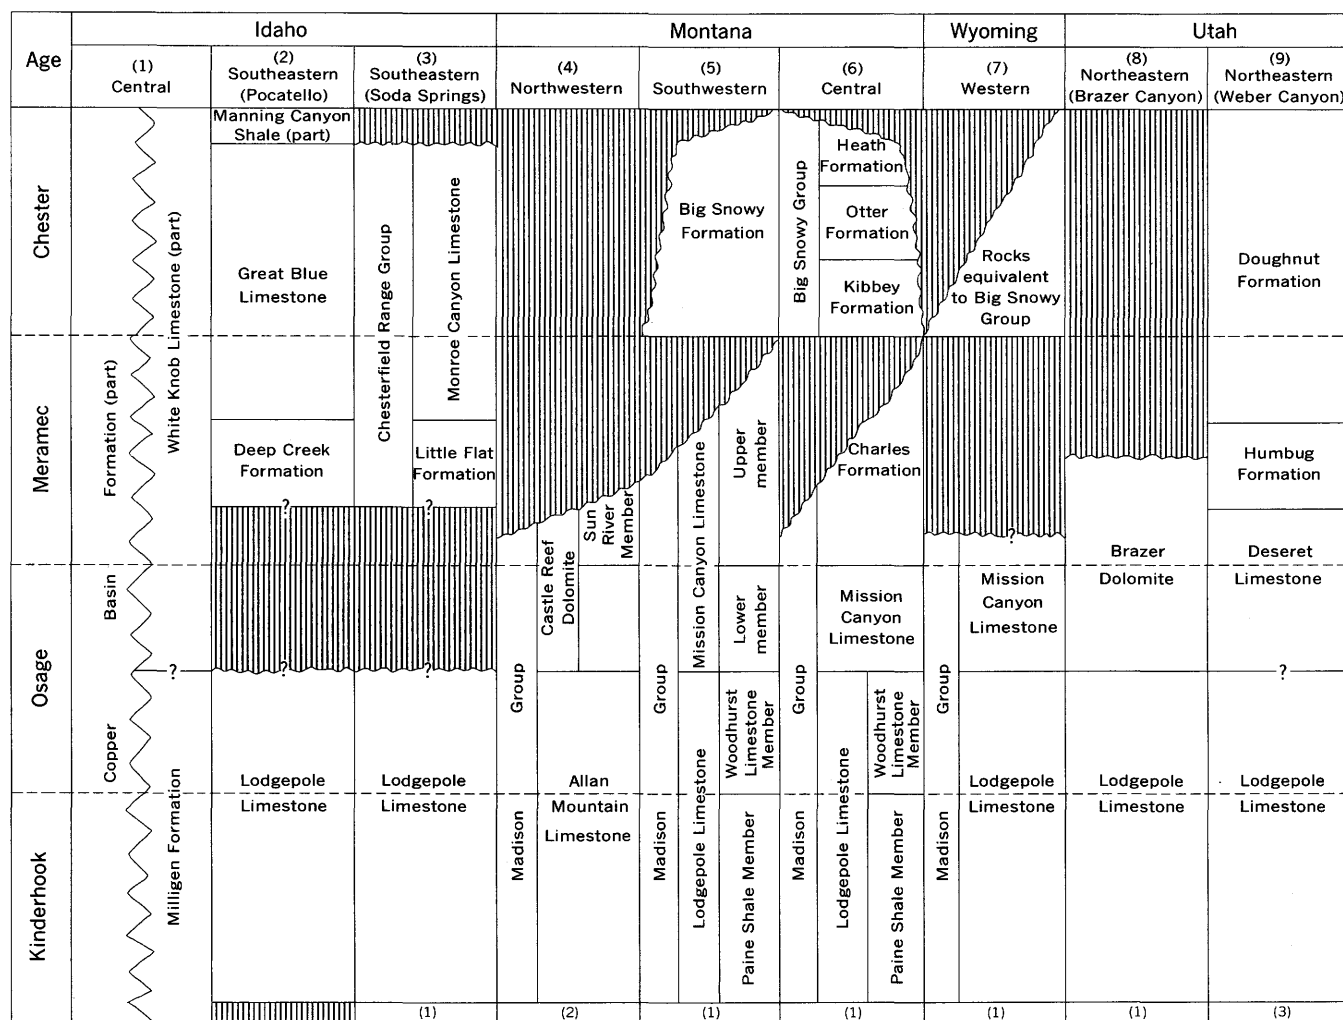 Age
Idaho
Montana
Wyoming
Utah
(1)
Central
(2)
Southeastern
(Pocatello)
(3)
Southeastern
(Soda Springs)
(4)
Northwestern
(5)
Southwestern
(6)
Central
(7)
Western
(8)
Northeastern
(Brazer Canyon)
(9)
Northeastern
(Weber Canyon)
Chester
Meramec
Osage
Kinderhook
Copper Basin Formation (part)
White Knob Limestone (part)
?
Milligen Formation
Manning Canyon
Shale (part)
Great Blue
Limestone
Deep Creek
Formation
?
?
Lodgepole
Limestone
Chesterfield Range Group
Monroe Canyon Limestone
Little Flat
Formation
?
?
Lodgepole
Limestone
(1)
Madison Group
Castle Reef
Dolomite
Sun
River
Member
Allan
Mountain
Limestone
(2)
Big Snowy
Formation
Madison Group
Mission Canyon Limestone
Upper
member
Lower
member
Lodgepole Limestone
Woodhurst
Limestone
Member
Paine Shale Member
(1)
Big Snowy Group
Heath
Formation
Otter
Formation
Kibbey
Formation
Charles
Formation
Madison Group
Mission
Canyon
Limestone
Lodgepole Limestone
Woodhurst
Limestone
Member
Paine Shale Member
(1)
Rocks
equivalent
to Big Snowy
Group
?
Madison Group
Mission
Canyon
Limestone
Lodgepole
Limestone
(1)
Brazer
Dolomite
Lodgepole
Limestone
(1)
Doughnut
Formation
Humbug
Formation
Deseret
Limestone
?
Lodgepole
Limestone
(3)